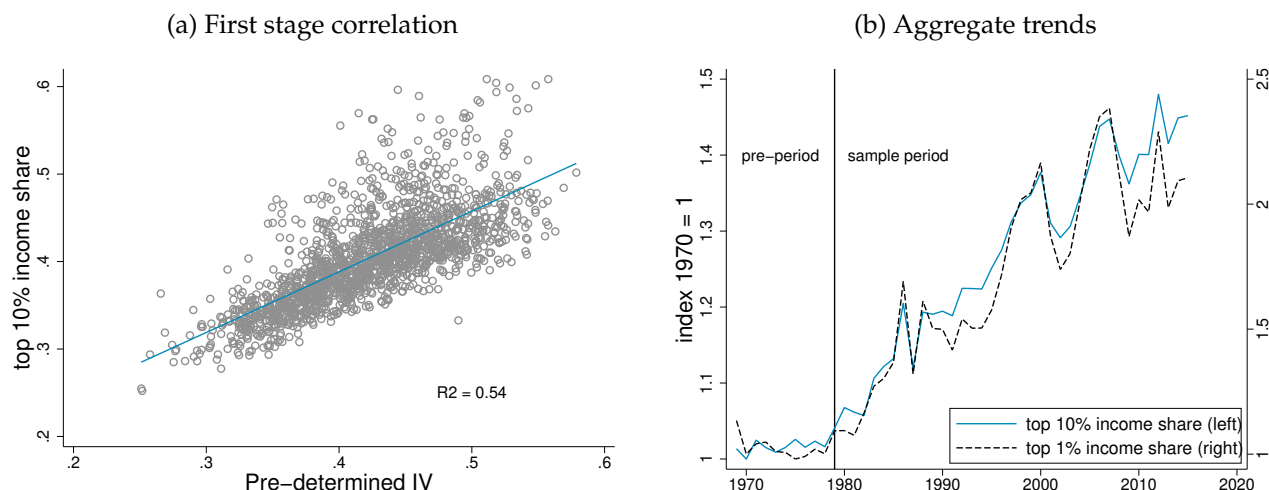 (a) First stage correlation
top 10% income share
.6
.5
.4
.3
.2
R2 = 0.54
.2 .3 .4 .5 .6
Pre−determined IV
(b) Aggregate trends
index 1970 = 1
1.5
1.4
1.3
1.2
1.1
1
pre−period
sample period
2.5
2
1.5
1
top 10% income share (left)
top 1% income share (right)
1970 1980 1990 2000 2010 2020